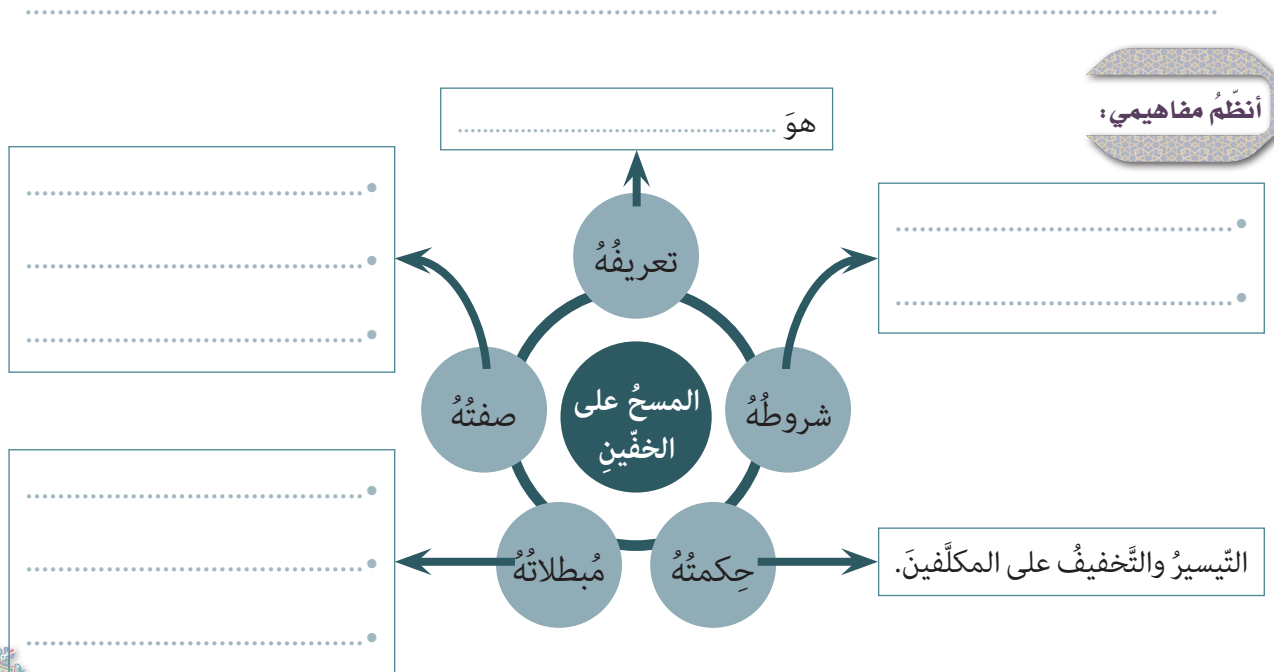 أنظّمُ مفاهيمي:
هوَ ................................................
تعريفُهُ
شروطُهُ
المسحُ على
الخفّينِ
صفتُهُ
حِكمتُهُ
مُبطلاتُهُ
التّيسيرُ والتَّخفيفُ على المكلَّفينَ.